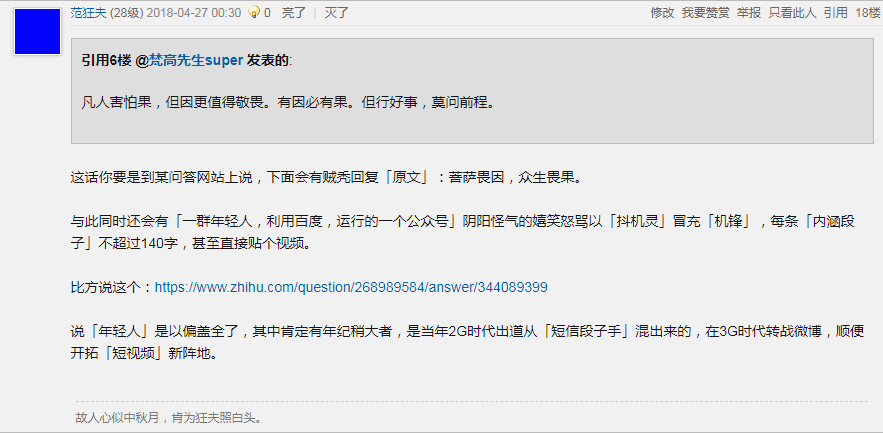 范狂夫 (28级) 2018-04-27 00:30 0 亮了 | 灭了 修改 我要赞赏 举报 只看此人 引用 18楼
引用6楼 @梵高先生super 发表的:
凡人害怕果，但因更值得敬畏。有因必有果。但行好事，莫问前程。
这话你要是到某问答网站上说，下面会有贼秃回复「原文」：菩萨畏因，众生畏果。
与此同时还会有「一群年轻人，利用百度，运行的一个公众号」阴阳怪气的嬉笑怒骂以「抖机灵」冒充「机锋」，每条「内涵段
子」不超过140字，甚至直接贴个视频。
比方说这个：https://www.zhihu.com/question/268989584/answer/344089399
说「年轻人」是以偏盖全了，其中肯定有年纪稍大者，是当年2G时代出道从「短信段子手」混出来的，在3G时代转战微博，顺便
开拓「短视频」新阵地。
故人心似中秋月，肯为狂夫照白头。